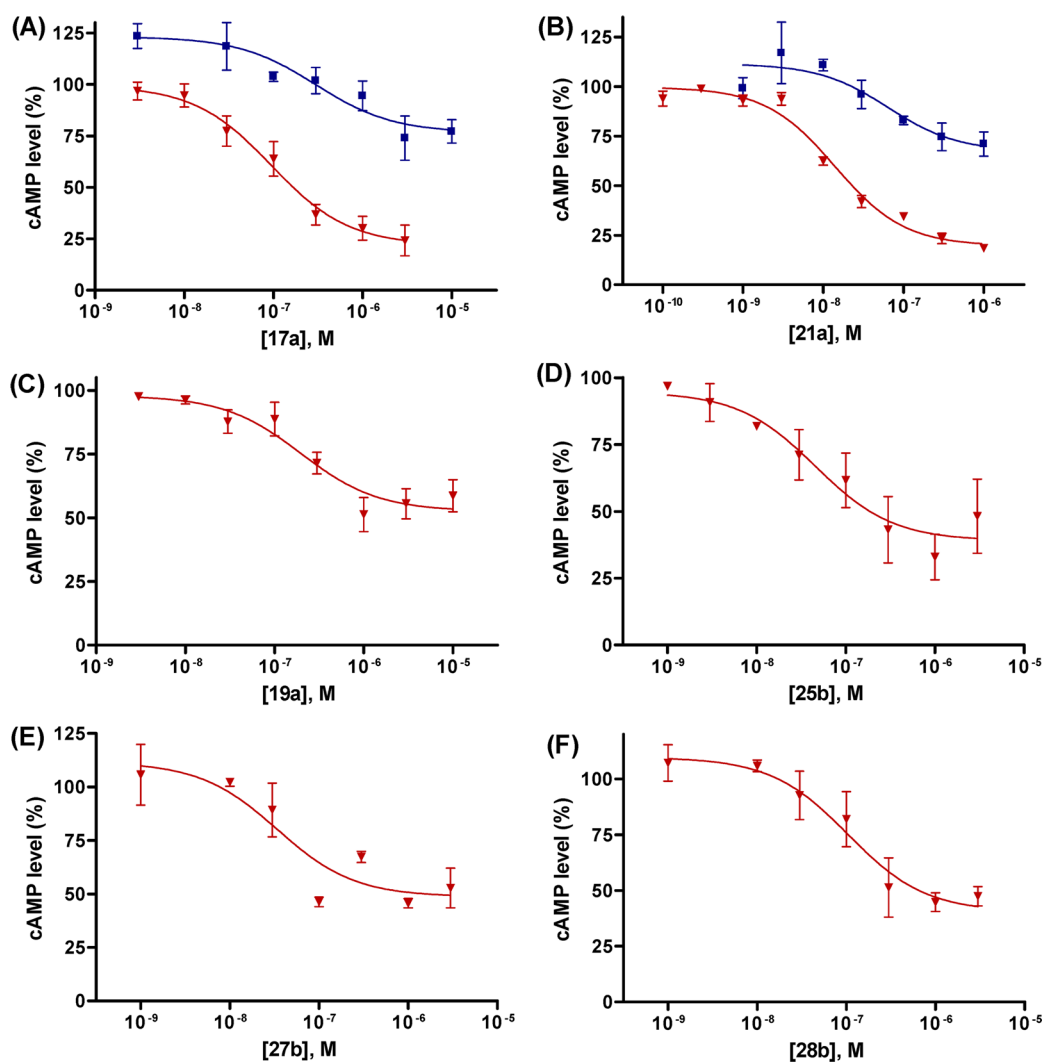 (A)
cAMP level (%)
125
100
75
50
25
0
10⁻⁹ 10⁻⁸ 10⁻⁷ 10⁻⁶ 10⁻⁵
[17a], M
(B)
cAMP level (%)
125
100
75
50
25
0
10⁻¹⁰ 10⁻⁹ 10⁻⁸ 10⁻⁷ 10⁻⁶
[21a], M
(C)
cAMP level (%)
100
75
50
25
0
10⁻⁹ 10⁻⁸ 10⁻⁷ 10⁻⁶ 10⁻⁵
[19a], M
(D)
cAMP level (%)
100
75
50
25
0
10⁻⁹ 10⁻⁸ 10⁻⁷ 10⁻⁶ 10⁻⁵
[25b], M
(E)
cAMP level (%)
125
100
75
50
25
0
10⁻⁹ 10⁻⁸ 10⁻⁷ 10⁻⁶ 10⁻⁵
[27b], M
(F)
cAMP level (%)
100
75
50
25
0
10⁻⁹ 10⁻⁸ 10⁻⁷ 10⁻⁶ 10⁻⁵
[28b], M